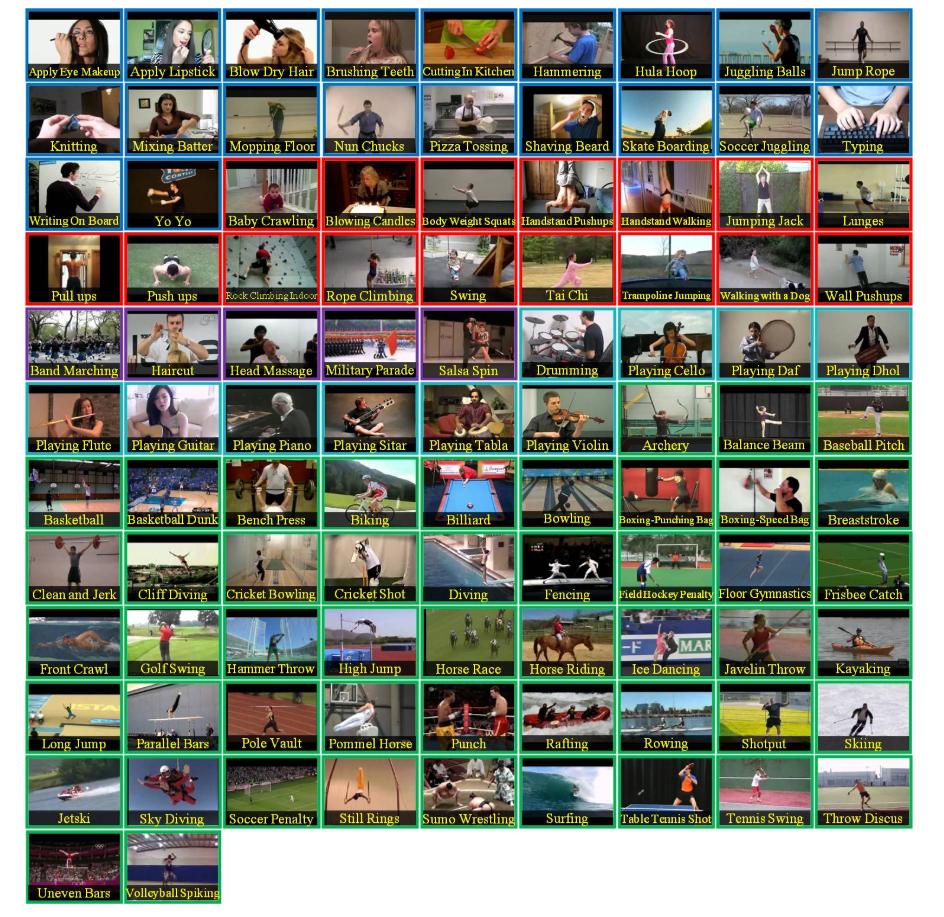 Apply Eye Makeup
Apply Lipstick
Blow Dry Hair
Brushing Teeth
Cutting In Kitchen
Hammering
Hula Hoop
Juggling Balls
Jump Rope
Knitting
Mixing Batter
Mopping Floor
Nun Chucks
Pizza Tossing
Shaving Beard
Skate Boarding
Soccer Juggling
Typing
Writing On Board
Yo Yo
Baby Crawling
Blowing Candles
Body Weight Squats
Handstand Pushups
Handstand Walking
Jumping Jack
Lunges
Pull ups
Push ups
Rock Climbing Indoor
Rope Climbing
Swing
Tai Chi
Trampoline Jumping
Walking with a Dog
Wall Pushups
Band Marching
Haircut
Head Massage
Military Parade
Salsa Spin
Drumming
Playing Cello
Playing Daf
Playing Dhol
Playing Flute
Playing Guitar
Playing Piano
Playing Sitar
Playing Tabla
Playing Violin
Archery
Balance Beam
Baseball Pitch
Basketball
Basketball Dunk
Bench Press
Biking
Billiard
Bowling
Boxing-Punching Bag
Boxing-Speed Bag
Breaststroke
Clean and Jerk
Cliff Diving
Cricket Bowling
Cricket Shot
Diving
Fencing
Field Hockey Penalty
Floor Gymnastics
Frisbee Catch
Front Crawl
Golf Swing
Hammer Throw
High Jump
Horse Race
Horse Riding
MAR
Ice Dancing
Javelin Throw
Kayaking
Long Jump
Parallel Bars
Pole Vault
Pommel Horse
Punch
Rafting
Rowing
Shotput
Skiing
Jetski
Sky Diving
Soccer Penalty
Still Rings
Sumo Wrestling
Surfing
Table Tennis Shot
Tennis Swing
Throw Discus
Uneven Bars
Volleyball Spiking